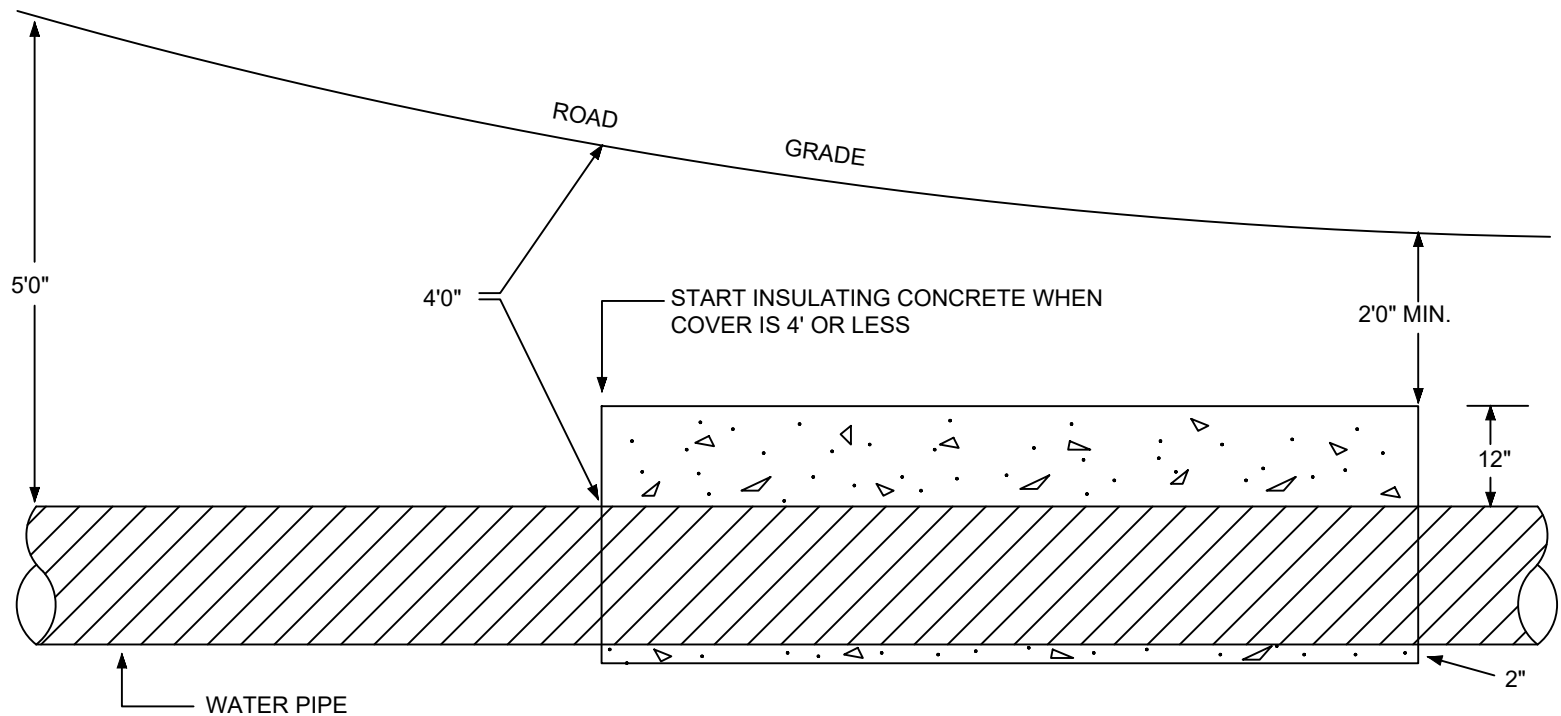 ROAD
GRADE
5'0"
4'0"
START INSULATING CONCRETE WHEN
COVER IS 4' OR LESS
2'0" MIN.
12"
2"
WATER PIPE